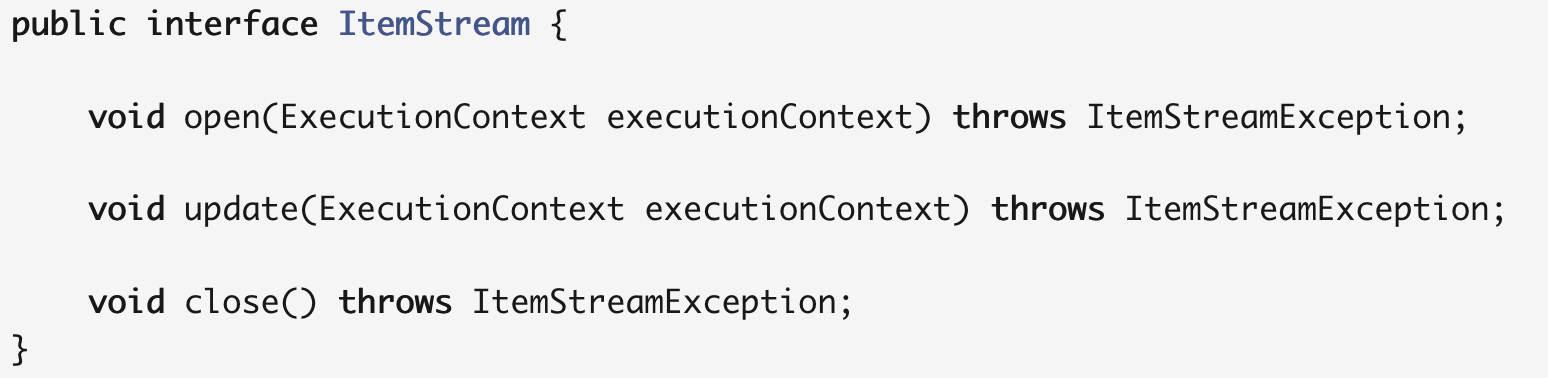 public interface ItemStream {
void open(ExecutionContext executionContext) throws ItemStreamException;
void update(ExecutionContext executionContext) throws ItemStreamException;
void close() throws ItemStreamException;
}